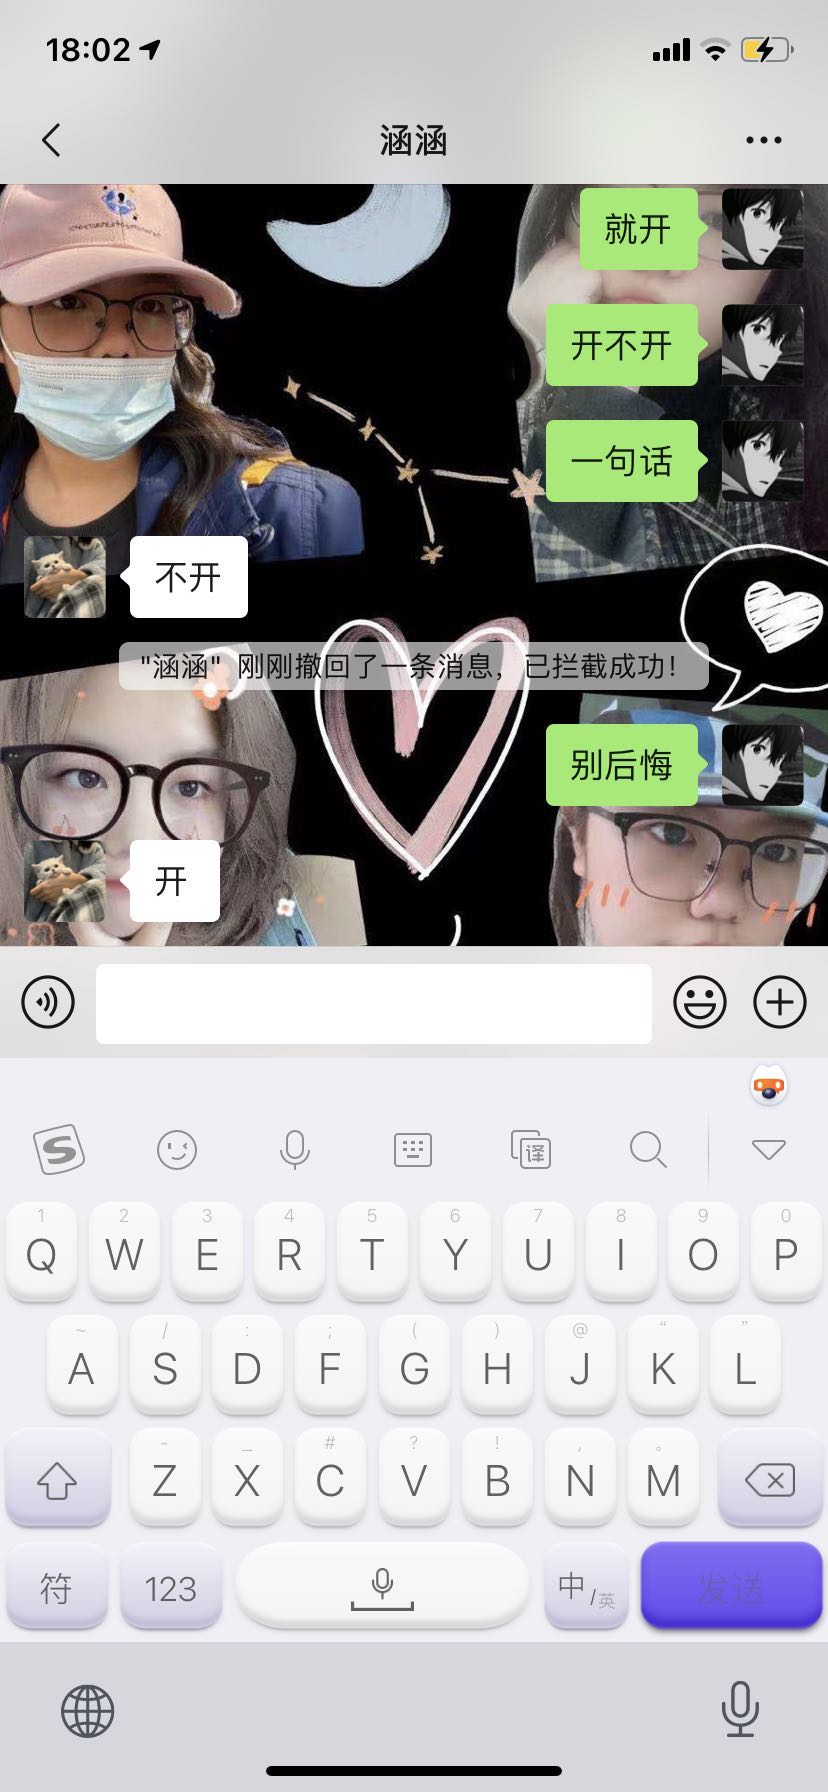 18:02
涵涵
就开
开不开
一句话
不开
"涵涵" 刚刚撤回了一条消息，已拦截成功！
别后悔
开
译
1 2 3 4 5 6 7 8 9 0
Q W E R T Y U I O P
~ / : ; ( ) @ “ ”
A S D F G H J K L
- _ # ? ! , 。
Z X C V B N M
符 123 中/英 发送